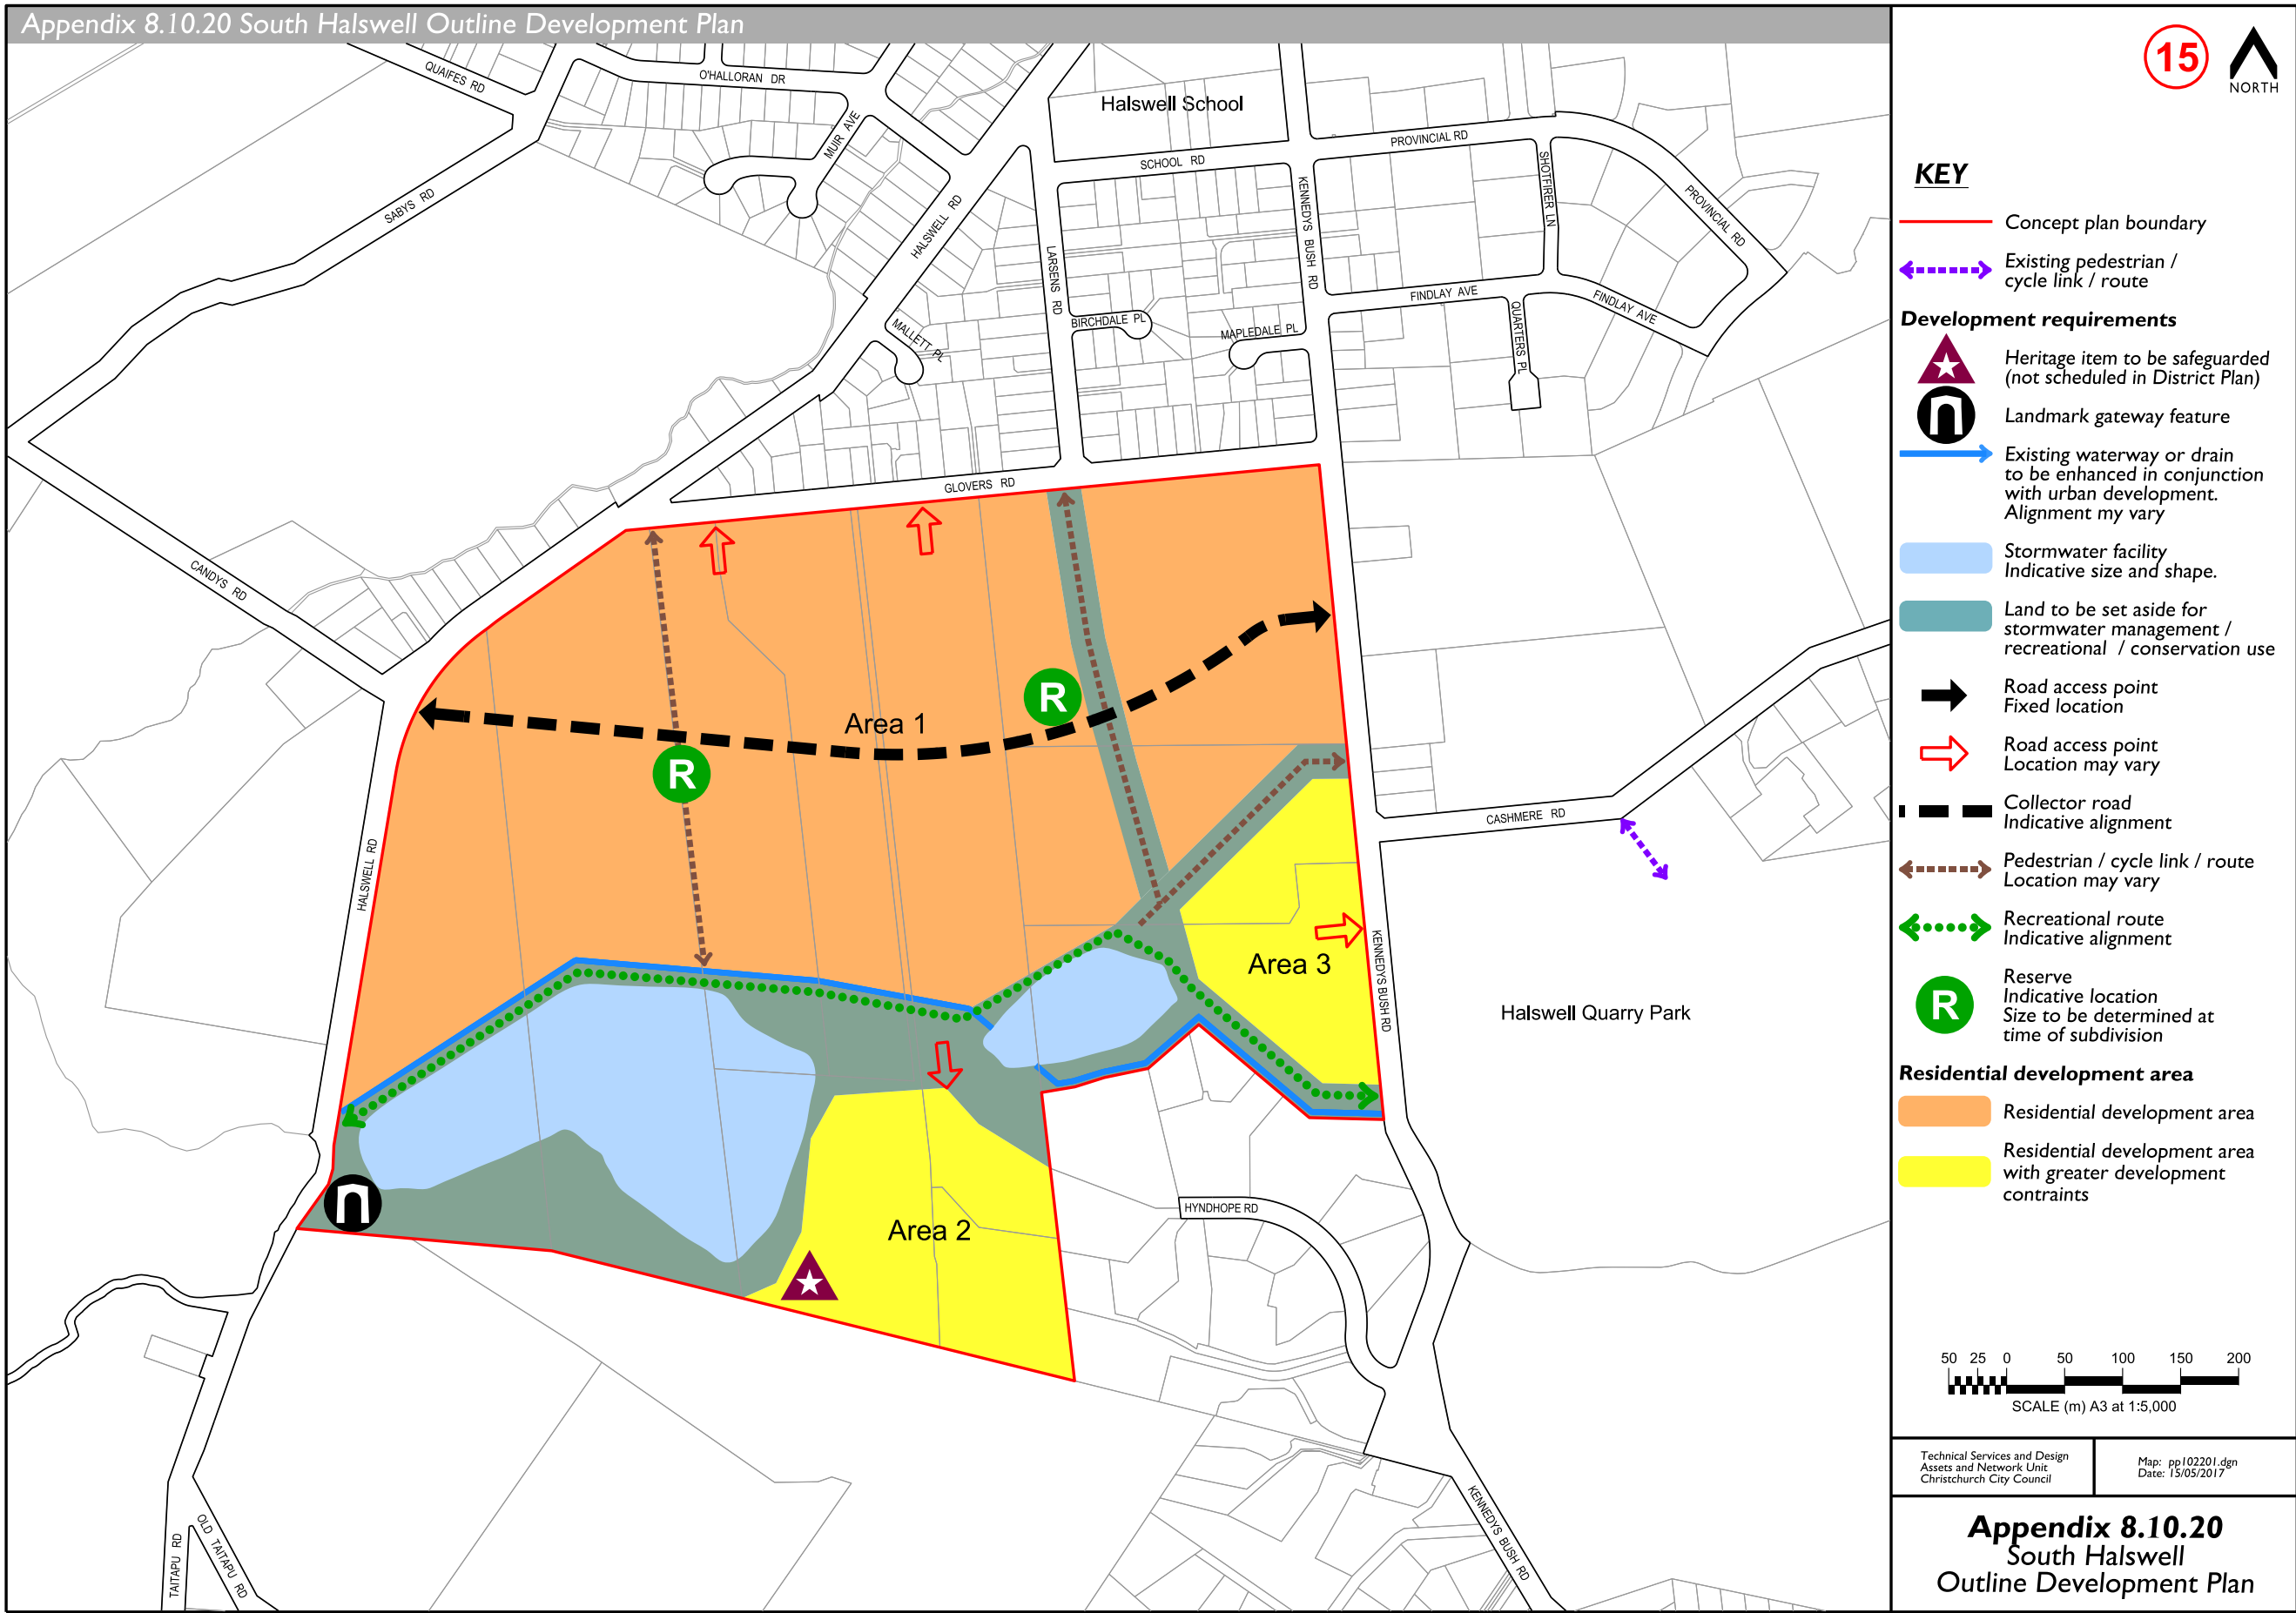 Appendix 8.10.20 South Halswell Outline Development Plan
15
NORTH
QUAIFES RD
O'HALLORAN DR
MUIR AVE
SABYS RD
HALSWELL RD
Halswell School
SCHOOL RD
PROVINCIAL RD
SHOTFIRER LN
PROVINCIAL RD
KENNEDYS BUSH RD
LARSENS RD
BIRCHDALE PL
MAPLEDALE PL
MALLETT PL
FINDLAY AVE
FINDLAY AVE
QUARTERS PL
GLOVERS RD
CANDYS RD
HALSWELL RD
Area 1
R
R
CASHMERE RD
KENNEDYS BUSH RD
Area 3
Halswell Quarry Park
Area 2
HYNDHOPE RD
KENNEDYS BUSH RD
TAITAPU RD
OLD TAITAPU RD
KEY
Concept plan boundary
Existing pedestrian /
cycle link / route
Development requirements
Heritage item to be safeguarded
(not scheduled in District Plan)
Landmark gateway feature
Existing waterway or drain
to be enhanced in conjunction
with urban development.
Alignment my vary
Stormwater facility
Indicative size and shape.
Land to be set aside for
stormwater management /
recreational / conservation use
Road access point
Fixed location
Road access point
Location may vary
Collector road
Indicative alignment
Pedestrian / cycle link / route
Location may vary
Recreational route
Indicative alignment
R
Reserve
Indicative location
Size to be determined at
time of subdivision
Residential development area
Residential development area
Residential development area
with greater development
contraints
50 25 0 50 100 150 200
SCALE (m) A3 at 1:5,000
Technical Services and Design
Assets and Network Unit
Christchurch City Council
Map: pp102201.dgn
Date: 15/05/2017
Appendix 8.10.20
South Halswell
Outline Development Plan